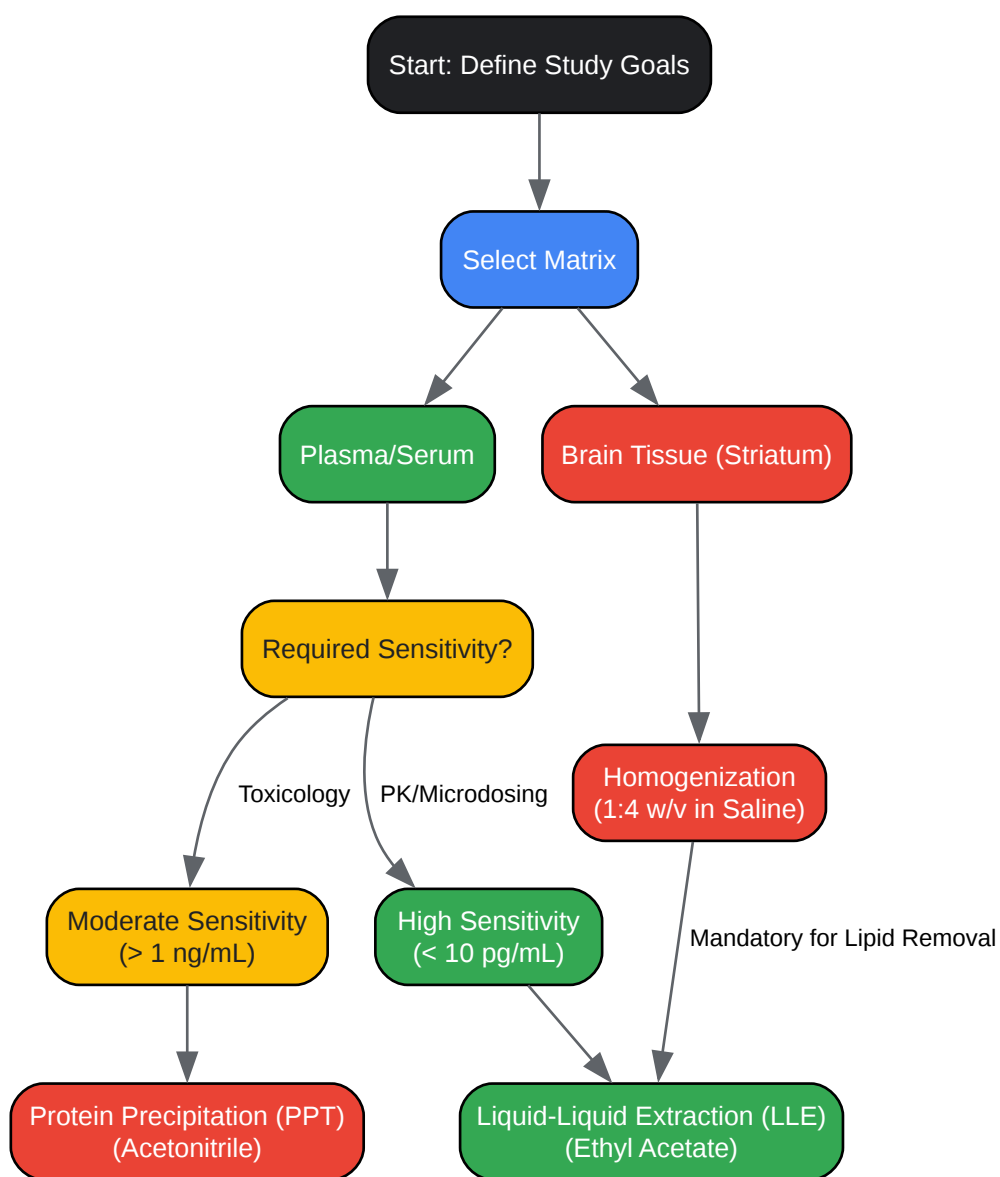 Start: Define Study Goals
Select Matrix
Plasma/Serum
Brain Tissue (Striatum)
Required Sensitivity?
Homogenization
(1:4 w/v in Saline)
Toxicology
PK/Microdosing
Moderate Sensitivity
(> 1 ng/mL)
High Sensitivity
(< 10 pg/mL)
Mandatory for Lipid Removal
Protein Precipitation (PPT)
(Acetonitrile)
Liquid-Liquid Extraction (LLE)
(Ethyl Acetate)